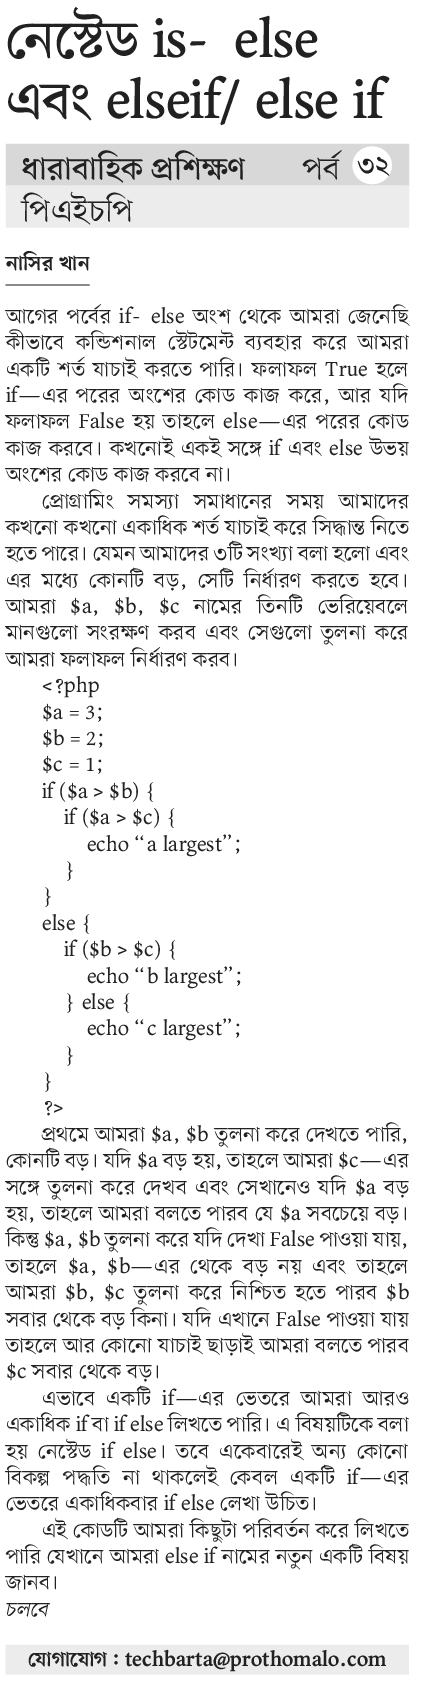 নেস্টেড is- else
এবং elseif/ else if
ধারাবাহিক প্রশিক্ষণ পর্ব ৩২
পিএইচপি
নাসির খান
আগের পর্বের if- else অংশ থেকে আমরা জেনেছি
কীভাবে কন্ডিশনাল স্টেটমেন্ট ব্যবহার করে আমরা
একটি শর্ত যাচাই করতে পারি। ফলাফল True হলে
if—এর পরের অংশের কোড কাজ করে, আর যদি
ফলাফল False হয় তাহলে else—এর পরের কোড
কাজ করবে। কখনোই একই সঙ্গে if এবং else উভয়
অংশের কোড কাজ করবে না।
প্রোগ্রামিং সমস্যা সমাধানের সময় আমাদের
কখনো কখনো একাধিক শর্ত যাচাই করে সিদ্ধান্ত নিতে
হতে পারে। যেমন আমাদের ৩টি সংখ্যা বলা হলো এবং
এর মধ্যে কোনটি বড়, সেটি নির্ধারণ করতে হবে।
আমরা $a, $b, $c নামের তিনটি ভেরিয়েবলে
মানগুলো সংরক্ষণ করব এবং সেগুলো তুলনা করে
আমরা ফলাফল নির্ধারণ করব।
<?php
$a = 3;
$b = 2;
$c = 1;
if ($a > $b) {
if ($a > $c) {
echo “a largest”;
}
}
else {
if ($b > $c) {
echo “b largest”;
} else {
echo “c largest”;
}
}
?>
প্রথমে আমরা $a, $b তুলনা করে দেখতে পারি,
কোনটি বড়। যদি $a বড় হয়, তাহলে আমরা $c—এর
সঙ্গে তুলনা করে দেখব এবং সেখানেও যদি $a বড়
হয়, তাহলে আমরা বলতে পারব যে $a সবচেয়ে বড়।
কিন্তু $a, $b তুলনা করে যদি দেখা False পাওয়া যায়,
তাহলে $a, $b—এর থেকে বড় নয় এবং তাহলে
আমরা $b, $c তুলনা করে নিশ্চিত হতে পারব $b
সবার থেকে বড় কিনা। যদি এখানে False পাওয়া যায়
তাহলে আর কোনো যাচাই ছাড়াই আমরা বলতে পারব
$c সবার থেকে বড়।
এভাবে একটি if—এর ভেতরে আমরা আরও
একাধিক if বা if else লিখতে পারি। এ বিষয়টিকে বলা
হয় নেস্টেড if else। তবে একেবারেই অন্য কোনো
বিকল্প পদ্ধতি না থাকলেই কেবল একটি if—এর
ভেতরে একাধিকবার if else লেখা উচিত।
এই কোডটি আমরা কিছুটা পরিবর্তন করে লিখতে
পারি যেখানে আমরা else if নামের নতুন একটি বিষয়
জানব।
চলবে
যোগাযোগ : techbarta@prothomalo.com